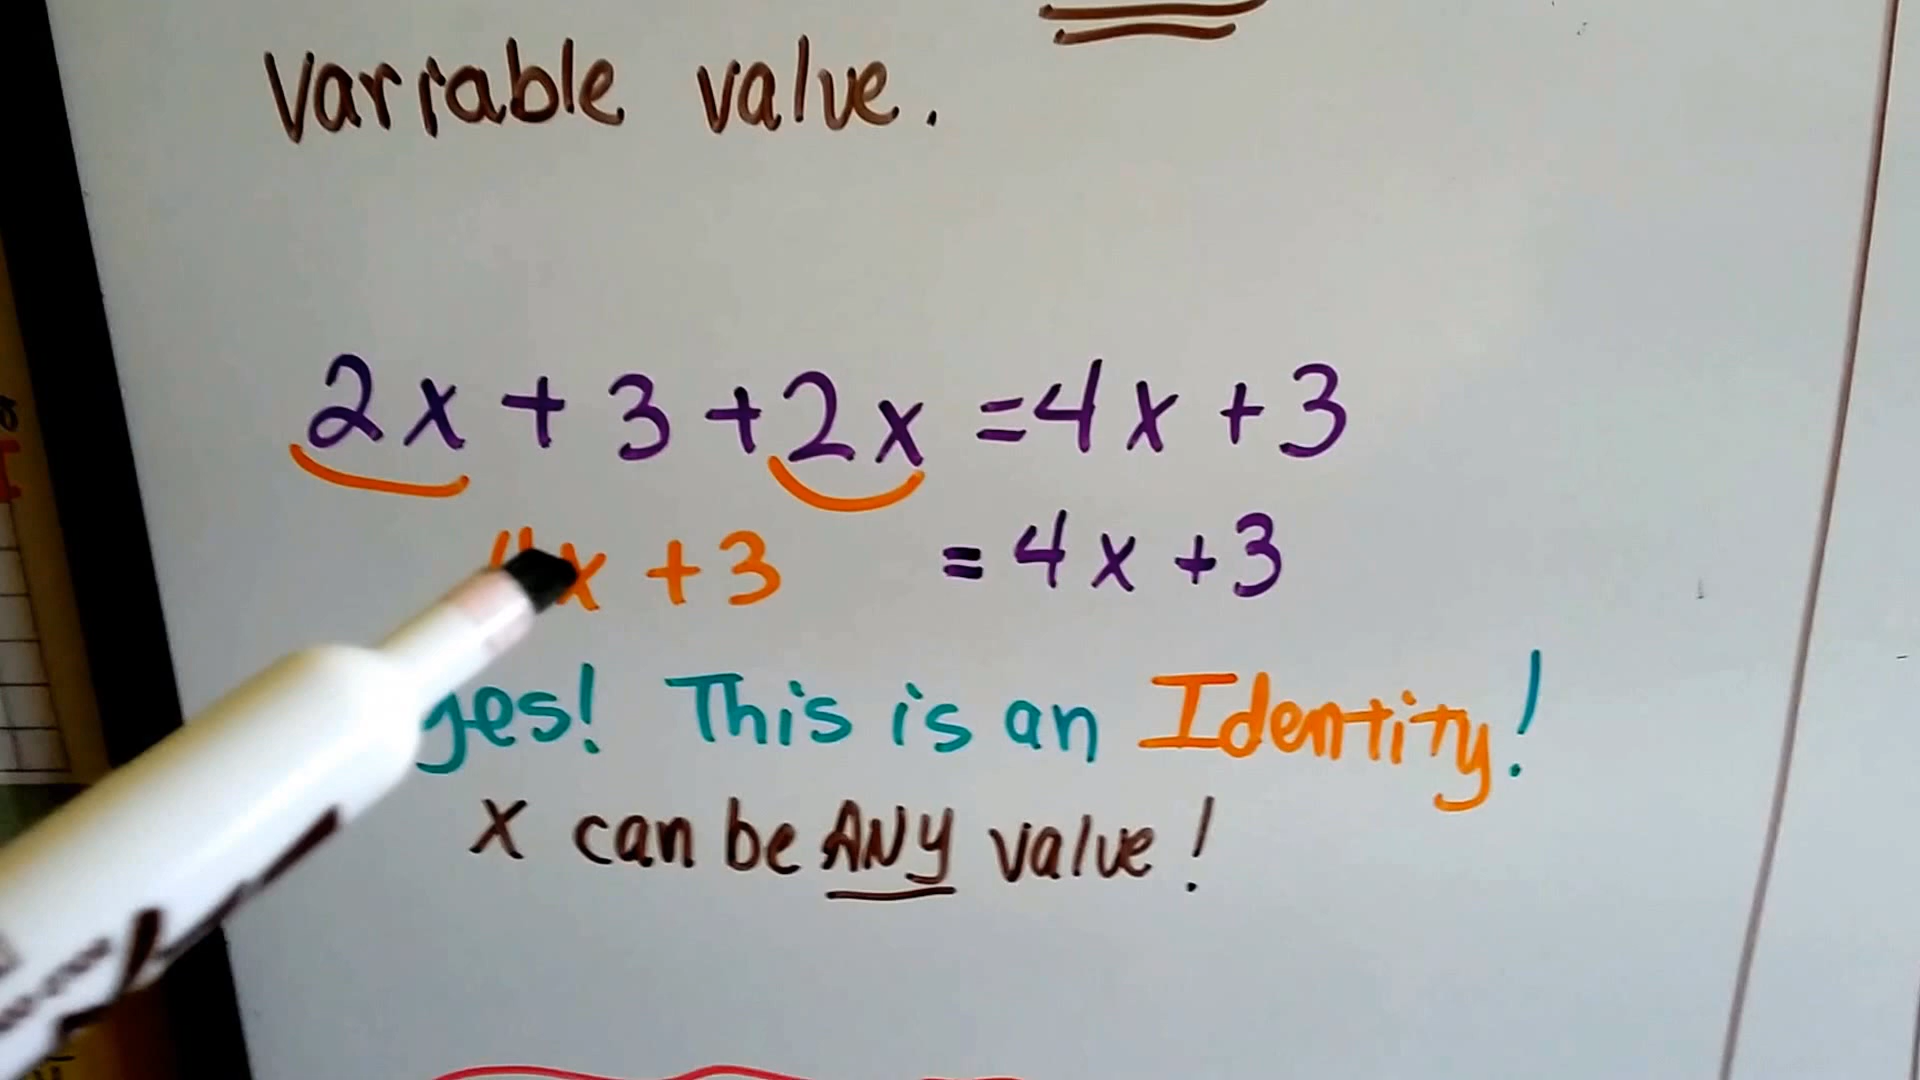 variable value.
2x + 3 + 2x = 4x + 3
4x + 3 = 4x + 3
yes! This is an Identity!
x can be ANY value!